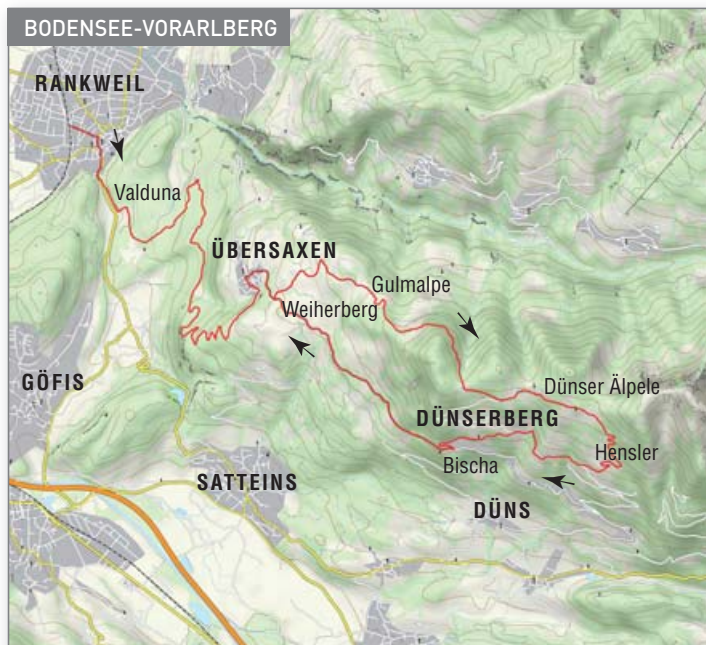 BODENSEE-VORARLBERG
RANKWEIL
Valduna
ÜBERSAXEN
Gulmalpe
Weiherberg
GÖFIS
Dünser Älpele
DÜNSERBERG
Hensler
Bischa
SATTEINS
DÜNS